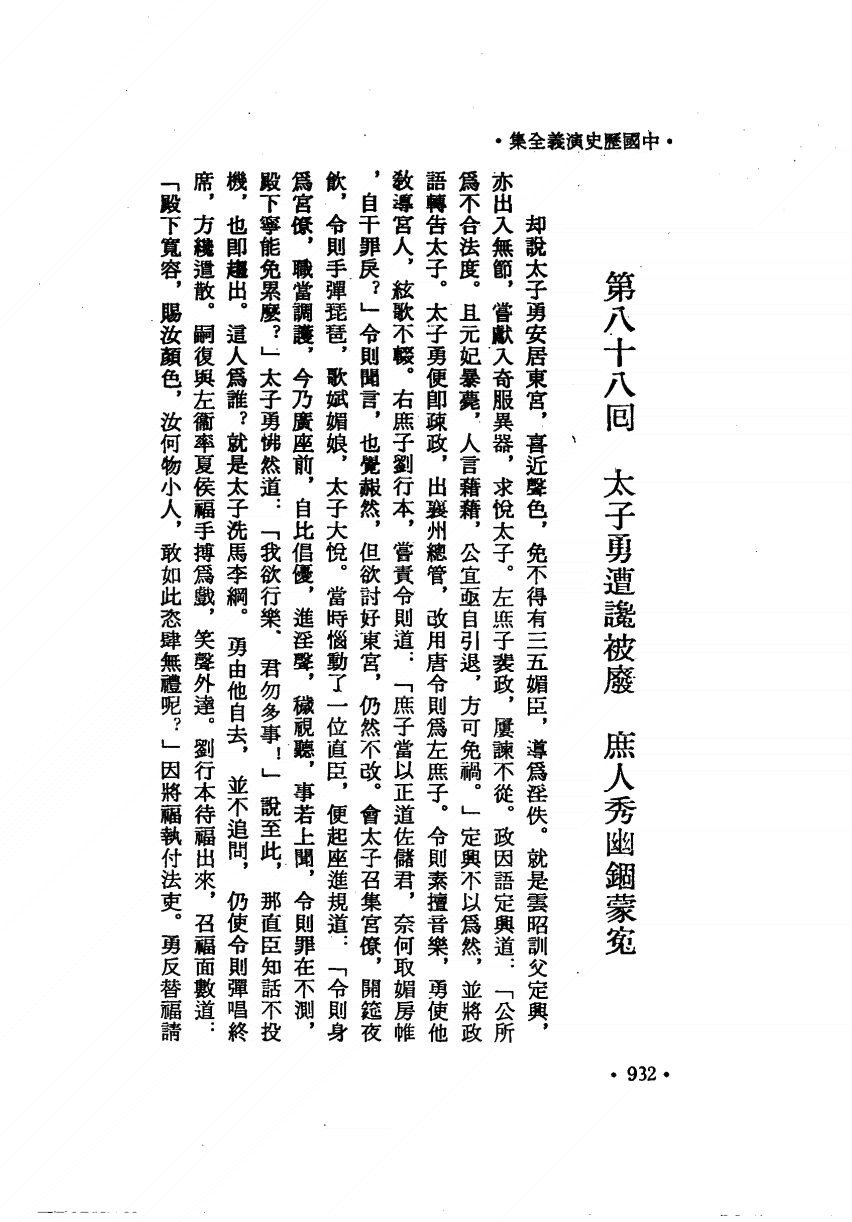 •中國歷史演義全集•
第八十八回　太子勇遭讒被廢　庶人秀幽錮蒙寃
却說太子勇安居東宮，喜近聲色，免不得有三五媚臣，導爲淫佚。就是雲昭訓父定興，
亦出入無節，嘗獻入奇服異器，求悅太子。左庶子裴政，屢諫不從。政因語定興道：「公所
爲不合法度。且元妃暴薨，人言藉藉，公宜亟自引退，方可免禍。」定興不以爲然，並將政
語轉告太子。太子勇便卽疎政，出襄州總管，改用唐令則爲左庶子。令則素擅音樂，勇使他
敎導宮人，絃歌不輟。右庶子劉行本，嘗責令則道：「庶子當以正道佐儲君，奈何取媚房帷
，自干罪戾？」令則聞言，也覺赧然，但欲討好東宮，仍然不改。會太子召集宮僚，開筵夜
飲，令則手彈琵琶，歌娬媚娘，太子大悅。當時惱動了一位直臣，便起座進規道：「令則身
爲宮僚，職當調護，今乃廣座前，自比倡優，進淫聲，穢視聽，事若上聞，令則罪在不測，
殿下寧能免累麼？」太子勇怫然道：「我欲行樂、君勿多事！」說至此，那直臣知話不投
機，也卽趨出。這人爲誰？就是太子洗馬李綱。勇由他自去，並不追問，仍使令則彈唱終
席，方纔遣散。嗣復與左衞率夏侯福手搏爲戲，笑聲外達。劉行本待福出來，召福面數道：
「殿下寬容，賜汝顏色，汝何物小人，敢如此恣肆無禮呢？」因將福執付法吏。勇反替福請
•932•